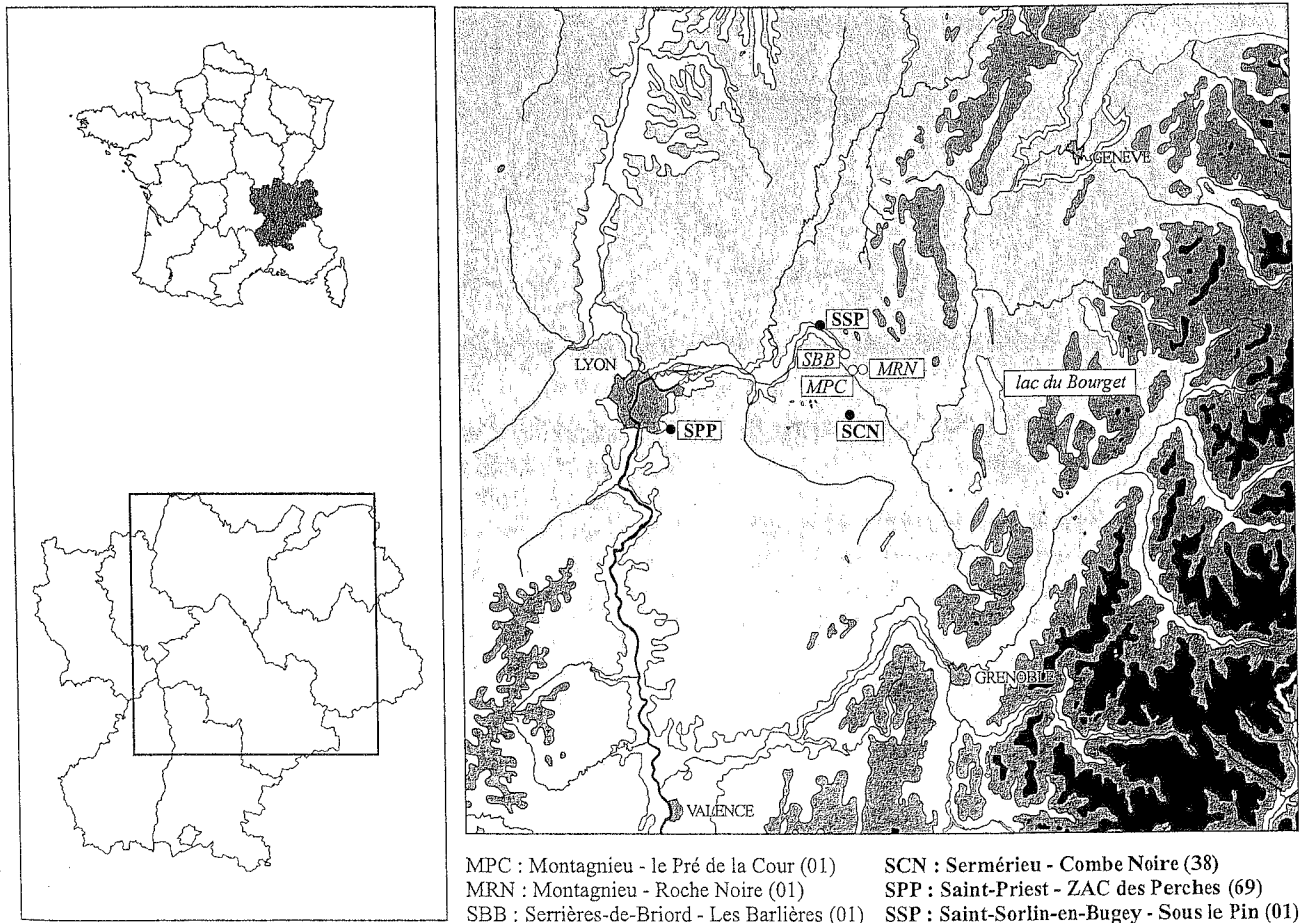 GENEVE
SSP
SBB
MRN
MPC
LYON
lac du Bourget
SPP
SCN
GRENOBLE
VALENCE
MPC : Montagnieu - le Pré de la Cour (01)
MRN : Montagnieu - Roche Noire (01)
SBB : Serrières-de-Briord - Les Barlières (01)
SCN : Sermérieu - Combe Noire (38)
SPP : Saint-Priest - ZAC des Perches (69)
SSP : Saint-Sorlin-en-Bugey - Sous le Pin (01)